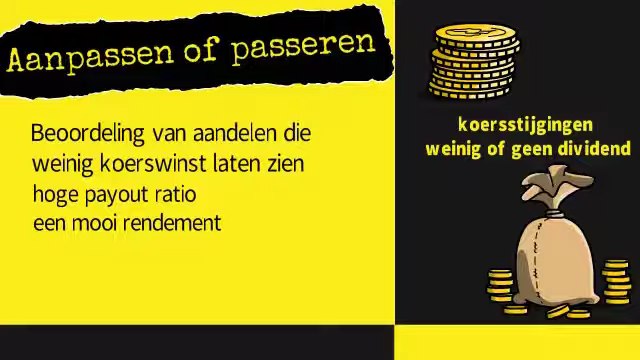 Aanpassen of passeren
Beoordeling van aandelen die
weinig koerswinst laten zien
hoge payout ratio
een mooi rendement
koersstijgingen
weinig of geen dividend